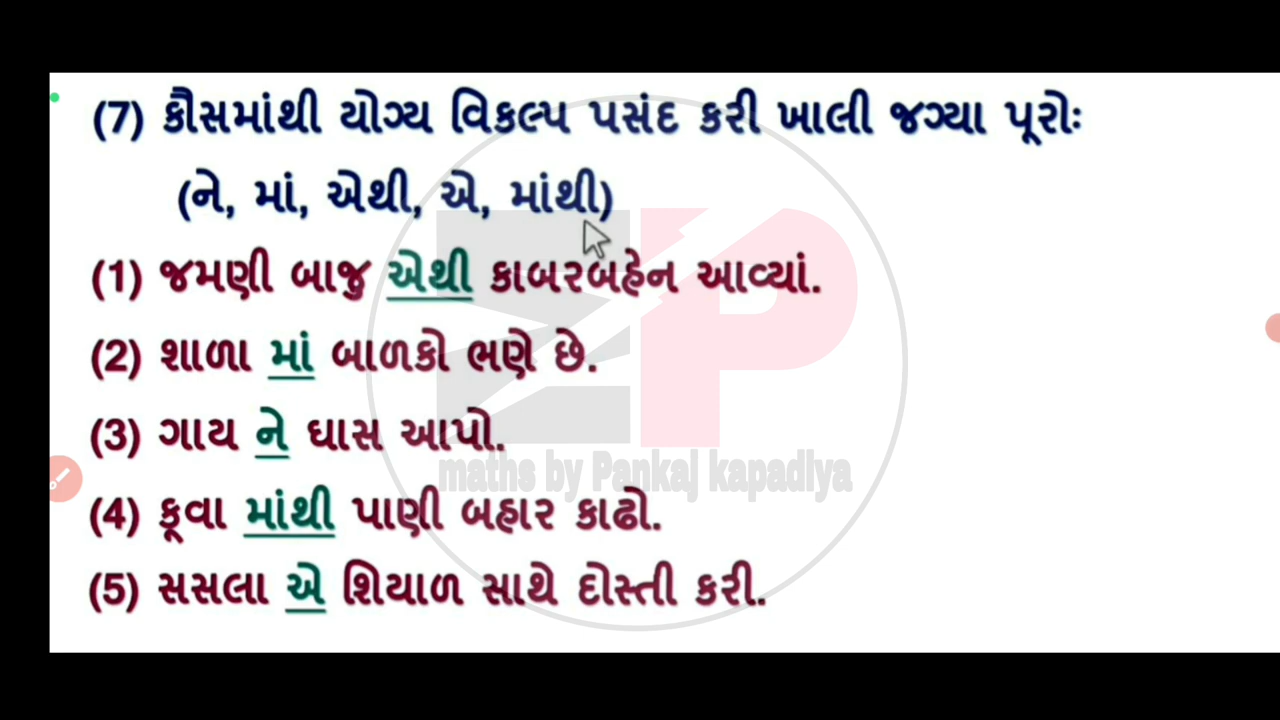 (7) કૌસમાંથી યોગ્ય વિકલ્પ પસંદ કરી ખાલી જગ્યા પૂરોઃ
(ને, માં, એથી, એ, માંથી)
(1) જમણી બાજુ એથી કાબરબહેન આવ્યાં.
(2) શાળા માં બાળકો ભણે છે.
(3) ગાય ને ઘાસ આપો.
maths by Pankaj kapadiya
(4) કૂવા માંથી પાણી બહાર કાઢો.
(5) સસલા એ શિયાળ સાથે દોસ્તી કરી.